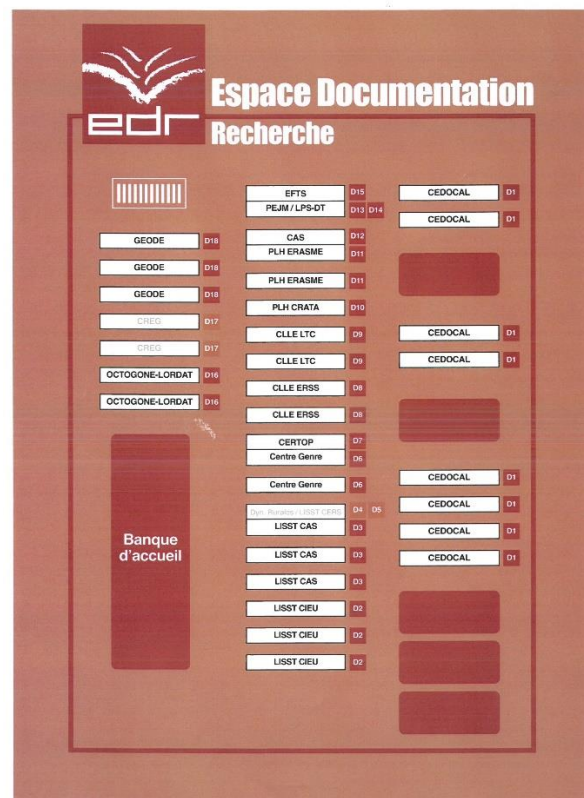 edr
Espace Documentation
Recherche
GEODE D18
GEODE D18
GEODE D18
CREG D17
CREG D17
OCTOGONE-LORDAT D16
OCTOGONE-LORDAT D16
Banque
d'accueil
EFTS D15
PEJM / LPS-DT D13 D14
CAS D12
PLH ERASME D11
PLH ERASME D11
PLH CRATA D10
CLLE LTC D9
CLLE LTC D9
CLLE ERSS D8
CLLE ERSS D8
CERTOP D7
Centre Genre D6
Centre Genre D6
Dyn. Rurales / LISST CERS D4 D5
LISST CAS D3
LISST CAS D3
LISST CAS D3
LISST CIEU D2
LISST CIEU D2
LISST CIEU D2
CEDOCAL D1
CEDOCAL D1
CEDOCAL D1
CEDOCAL D1
CEDOCAL D1
CEDOCAL D1
CEDOCAL D1
CEDOCAL D1